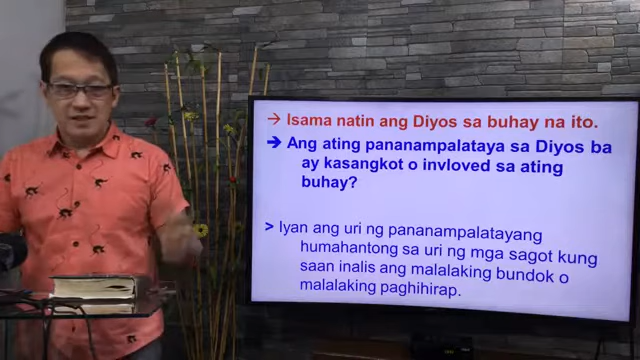 → Isama natin ang Diyos sa buhay na ito.
→ Ang ating pananampalataya sa Diyos ba
ay kasangkot o invloved sa ating
buhay?
> Iyan ang uri ng pananampalatayang
humahantong sa uri ng mga sagot kung
saan inalis ang malalaking bundok o
malalaking paghihirap.